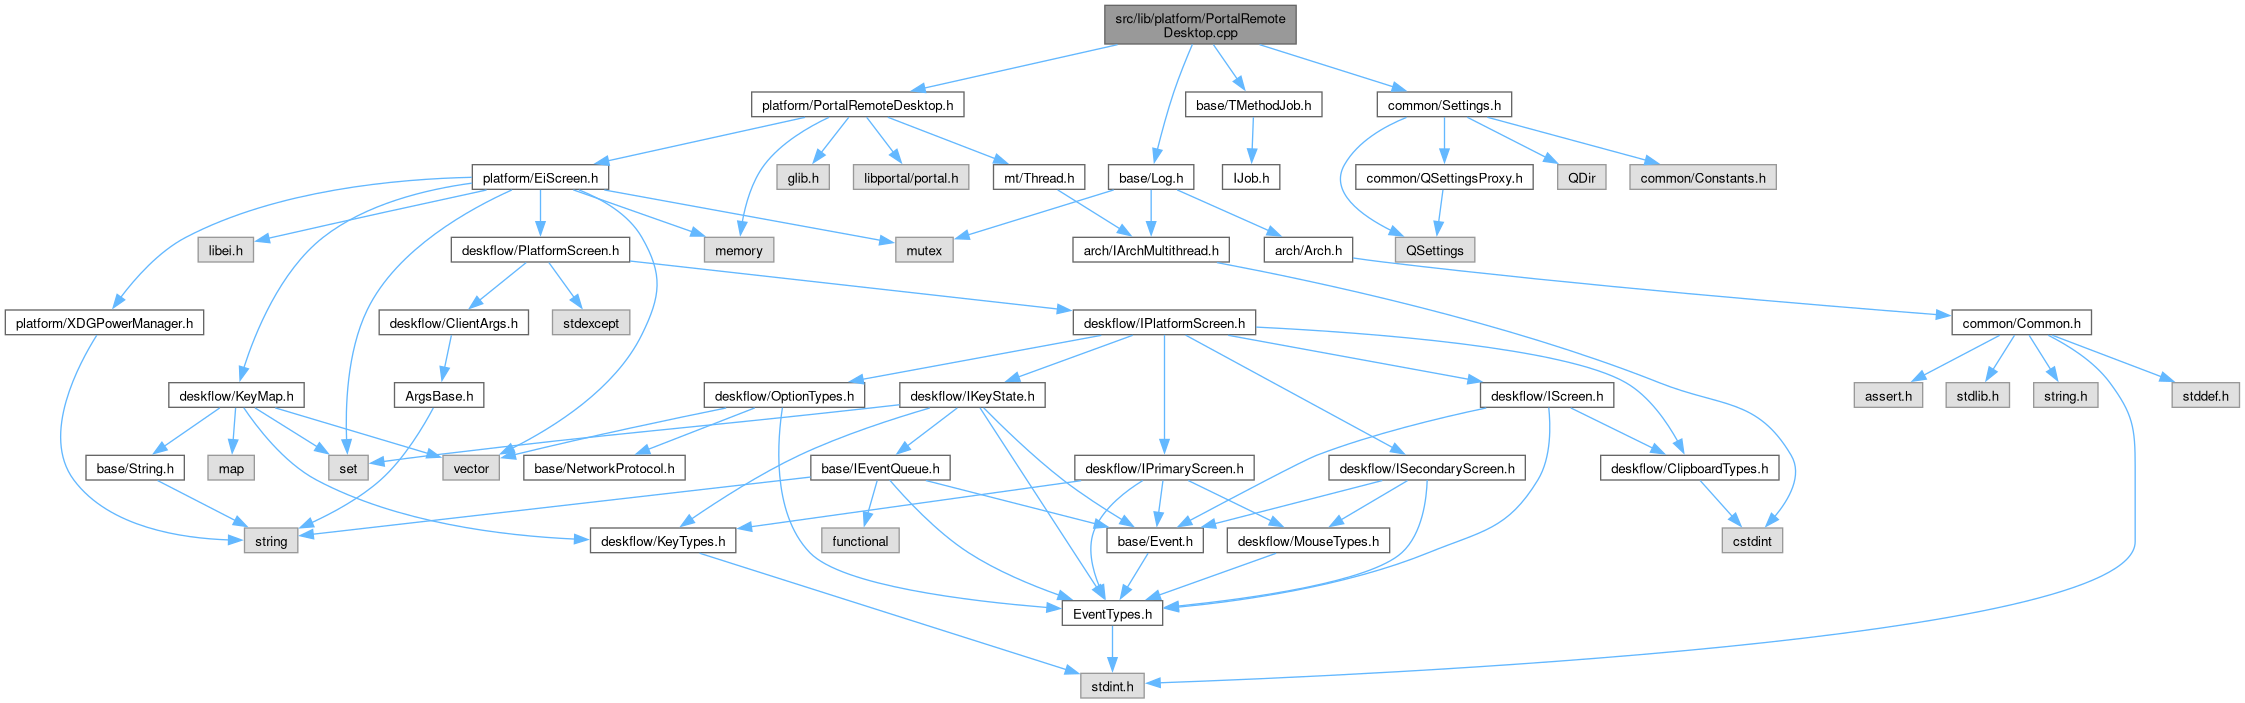 src/lib/platform/PortalRemote
Desktop.cpp
platform/PortalRemoteDesktop.h
base/TMethodJob.h
common/Settings.h
platform/EiScreen.h
glib.h
libportal/portal.h
mt/Thread.h
base/Log.h
IJob.h
common/QSettingsProxy.h
QDir
common/Constants.h
libei.h
deskflow/PlatformScreen.h
memory
mutex
arch/IArchMultithread.h
arch/Arch.h
QSettings
platform/XDGPowerManager.h
deskflow/ClientArgs.h
stdexcept
deskflow/IPlatformScreen.h
common/Common.h
deskflow/KeyMap.h
ArgsBase.h
deskflow/OptionTypes.h
deskflow/IKeyState.h
deskflow/IScreen.h
assert.h
stdlib.h
string.h
stddef.h
base/String.h
map
set
vector
base/NetworkProtocol.h
base/IEventQueue.h
deskflow/IPrimaryScreen.h
deskflow/ISecondaryScreen.h
deskflow/ClipboardTypes.h
string
deskflow/KeyTypes.h
functional
base/Event.h
deskflow/MouseTypes.h
cstdint
EventTypes.h
stdint.h